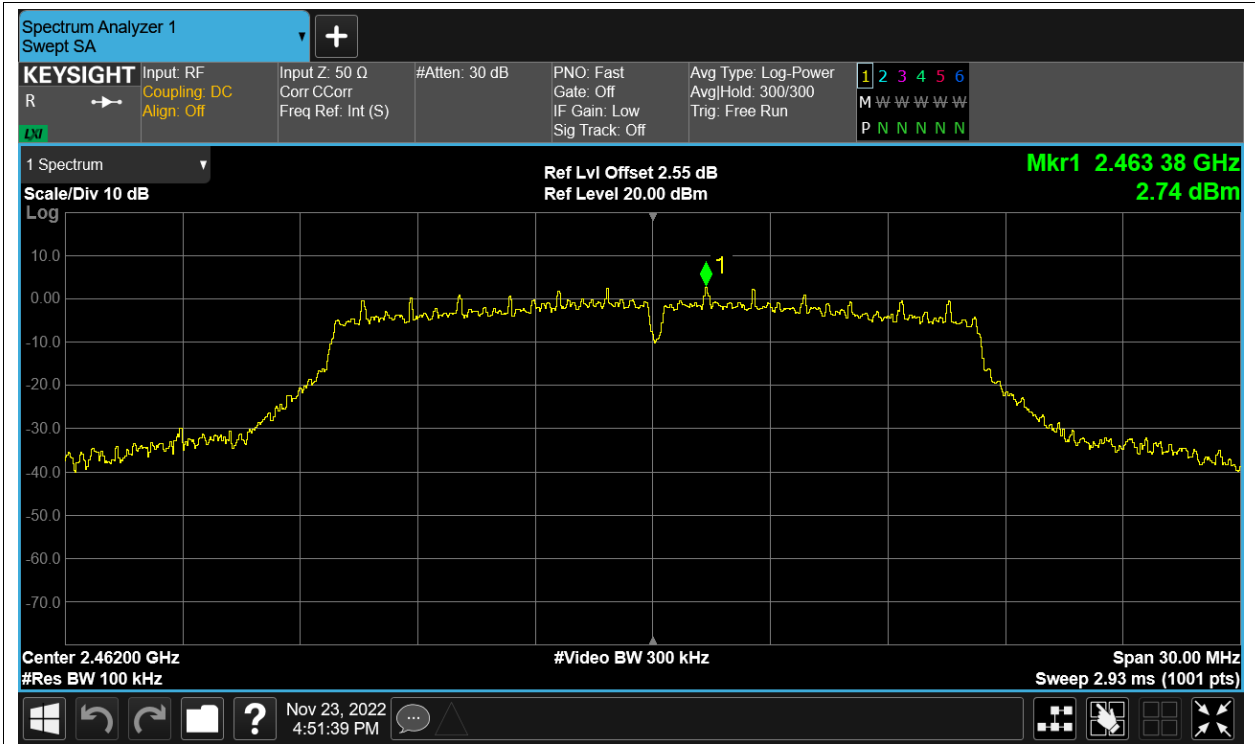 Spectrum Analyzer 1
Swept SA
KEYSIGHT
R
LXI
Input: RF
Coupling: DC
Align: Off
Input Z: 50 Ω
Corr CCorr
Freq Ref: Int (S)
#Atten: 30 dB
PNO: Fast
Gate: Off
IF Gain: Low
Sig Track: Off
Avg Type: Log-Power
Avg|Hold: 300/300
Trig: Free Run
1 2 3 4 5 6
M W W W W W
P N N N N N
1 Spectrum
Scale/Div 10 dB
Ref Lvl Offset 2.55 dB
Ref Level 20.00 dBm
Mkr1 2.463 38 GHz
2.74 dBm
Log
1
10.0
0.00
-10.0
-20.0
-30.0
-40.0
-50.0
-60.0
-70.0
Center 2.46200 GHz
#Video BW 300 kHz
Span 30.00 MHz
#Res BW 100 kHz
Sweep 2.93 ms (1001 pts)
?
Nov 23, 2022
4:51:39 PM